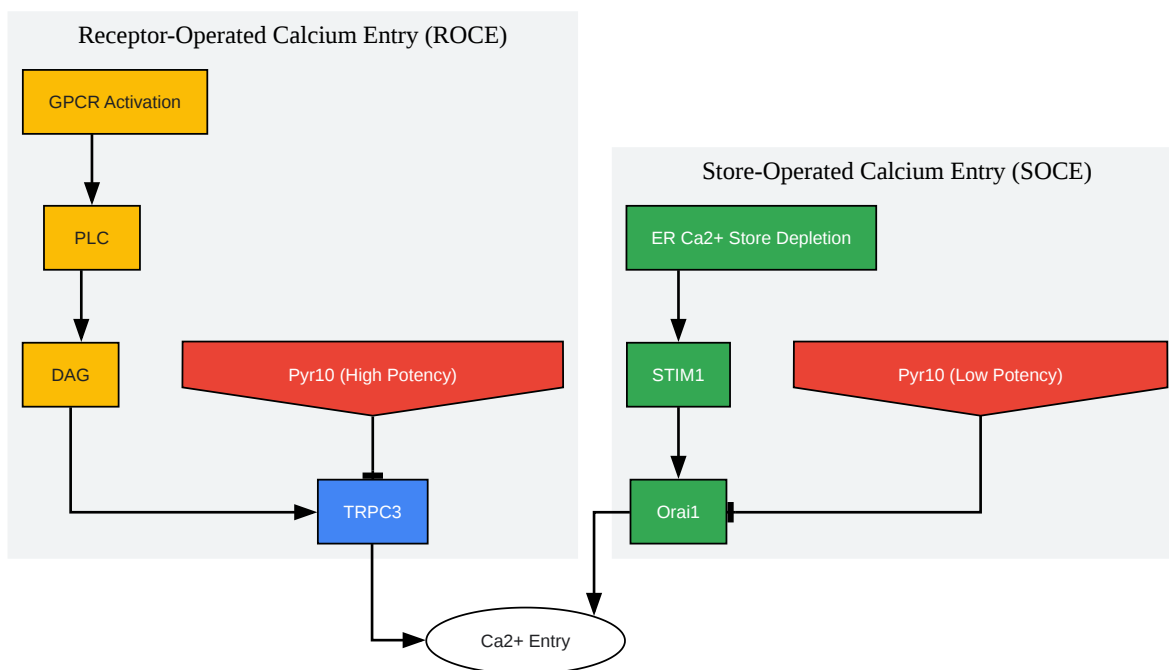 Receptor-Operated Calcium Entry (ROCE)
GPCR Activation
PLC
DAG
Pyr10 (High Potency)
TRPC3
Store-Operated Calcium Entry (SOCE)
ER Ca2+ Store Depletion
STIM1
Pyr10 (Low Potency)
Orai1
Ca2+ Entry